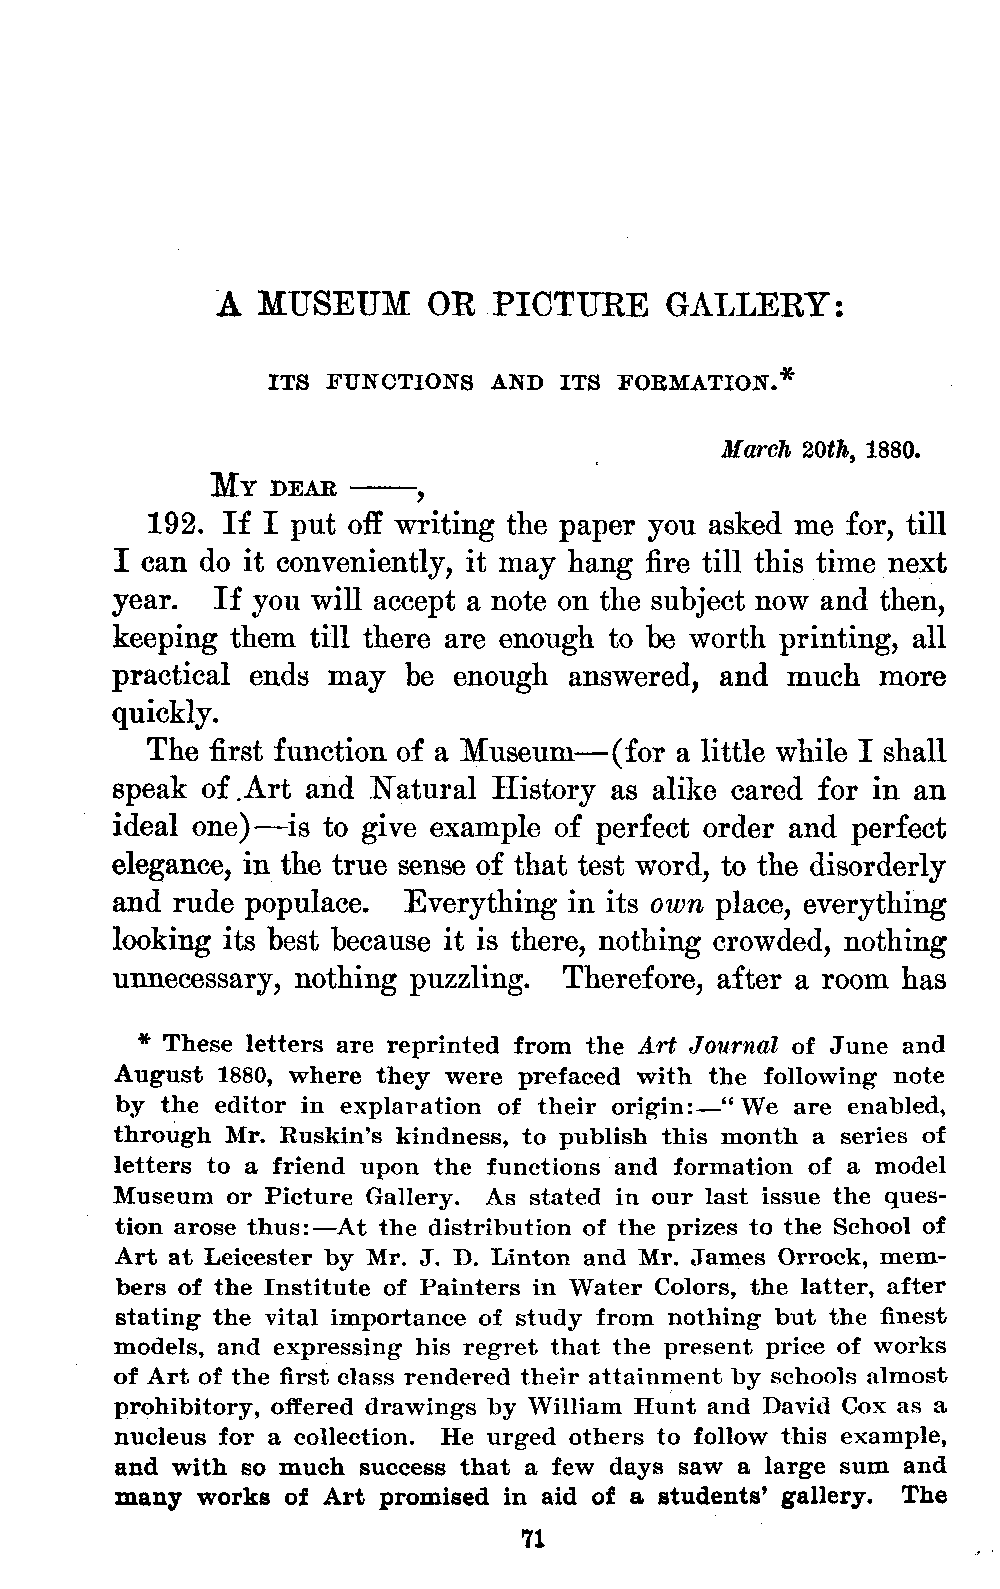 A MUSEUM OR PICTURE GALLERY:
ITS FUNCTIONS AND ITS FORMATION.*
March 20th, 1880.
MY DEAR ——,
192. If I put off writing the paper you asked me for, till
I can do it conveniently, it may hang fire till this time next
year. If you will accept a note on the subject now and then,
keeping them till there are enough to be worth printing, all
practical ends may be enough answered, and much more
quickly.
The first function of a Museum—(for a little while I shall
speak of Art and Natural History as alike cared for in an
ideal one)—is to give example of perfect order and perfect
elegance, in the true sense of that test word, to the disorderly
and rude populace. Everything in its own place, everything
looking its best because it is there, nothing crowded, nothing
unnecessary, nothing puzzling. Therefore, after a room has
* These letters are reprinted from the Art Journal of June and
August 1880, where they were prefaced with the following note
by the editor in explanation of their origin:—“ We are enabled,
through Mr. Ruskin's kindness, to publish this month a series of
letters to a friend upon the functions and formation of a model
Museum or Picture Gallery. As stated in our last issue the ques-
tion arose thus:—At the distribution of the prizes to the School of
Art at Leicester by Mr. J. D. Linton and Mr. James Orrock, mem-
bers of the Institute of Painters in Water Colors, the latter, after
stating the vital importance of study from nothing but the finest
models, and expressing his regret that the present price of works
of Art of the first class rendered their attainment by schools almost
prohibitory, offered drawings by William Hunt and David Cox as a
nucleus for a collection. He urged others to follow this example,
and with so much success that a few days saw a large sum and
many works of Art promised in aid of a students' gallery. The
71